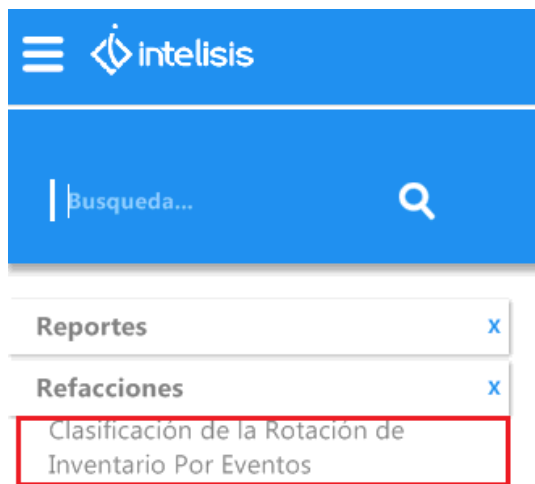 intelisis
Busqueda...
Reportes x
Refacciones x
Clasificación de la Rotación de
Inventario Por Eventos